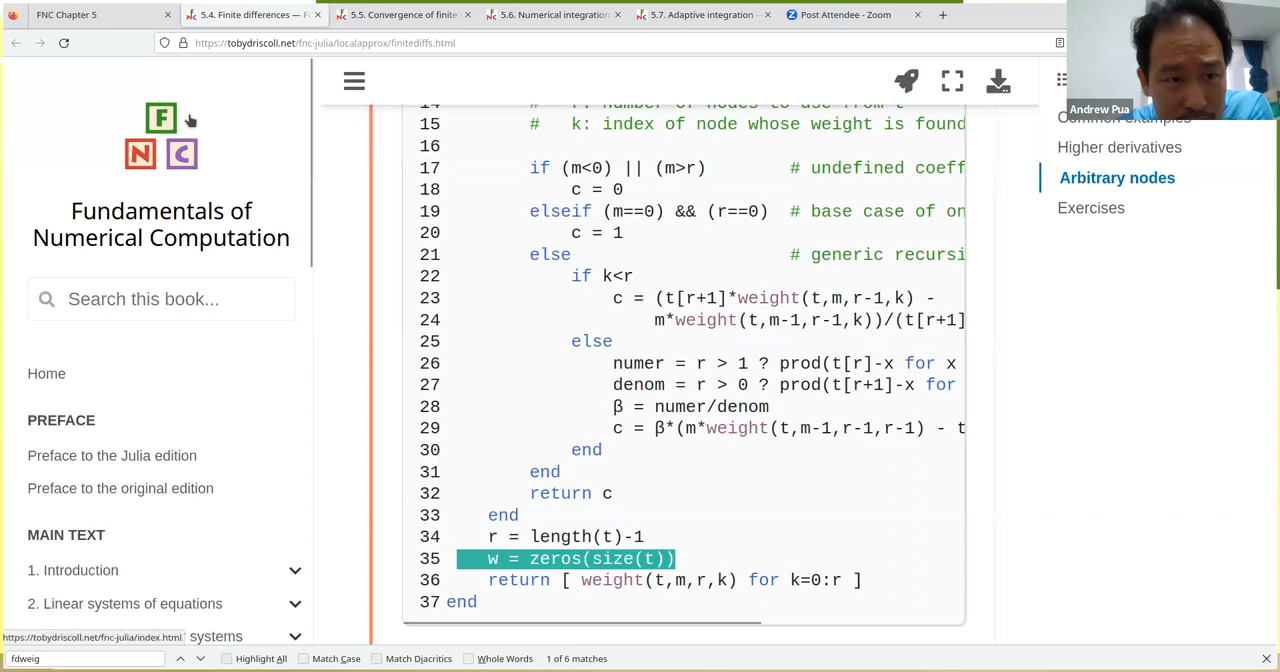 FNC Chapter 5
5.4. Finite differences — F
5.5. Convergence of finite
5.6. Numerical integration
5.7. Adaptive integration —
Post Attendee - Zoom
https://tobydriscoll.net/fnc-julia/localapprox/finitediffs.html
Andrew Pua
F
N C
Fundamentals of
Numerical Computation
Search this book...
Home
PREFACE
Preface to the Julia edition
Preface to the original edition
MAIN TEXT
1. Introduction
2. Linear systems of equations
systems
https://tobydriscoll.net/fnc-julia/index.html
14 # r: number of nodes to use from t
15 # k: index of node whose weight is found
16
17 if (m<0) || (m>r) # undefined coeff
18 c = 0
19 elseif (m==0) && (r==0) # base case of on
20 c = 1
21 else # generic recursi
22 if k<r
23 c = (t[r+1]*weight(t,m,r-1,k) -
24 m*weight(t,m-1,r-1,k))/(t[r+1]
25 else
26 numer = r > 1 ? prod(t[r]-x for x
27 denom = r > 0 ? prod(t[r+1]-x for
28 β = numer/denom
29 c = β*(m*weight(t,m-1,r-1,r-1) - t
30 end
31 end
32 return c
33 end
34 r = length(t)-1
35 w = zeros(size(t))
36 return [ weight(t,m,r,k) for k=0:r ]
37 end
Common examples
Higher derivatives
Arbitrary nodes
Exercises
fdweig
Highlight All
Match Case
Match Diacritics
Whole Words
1 of 6 matches